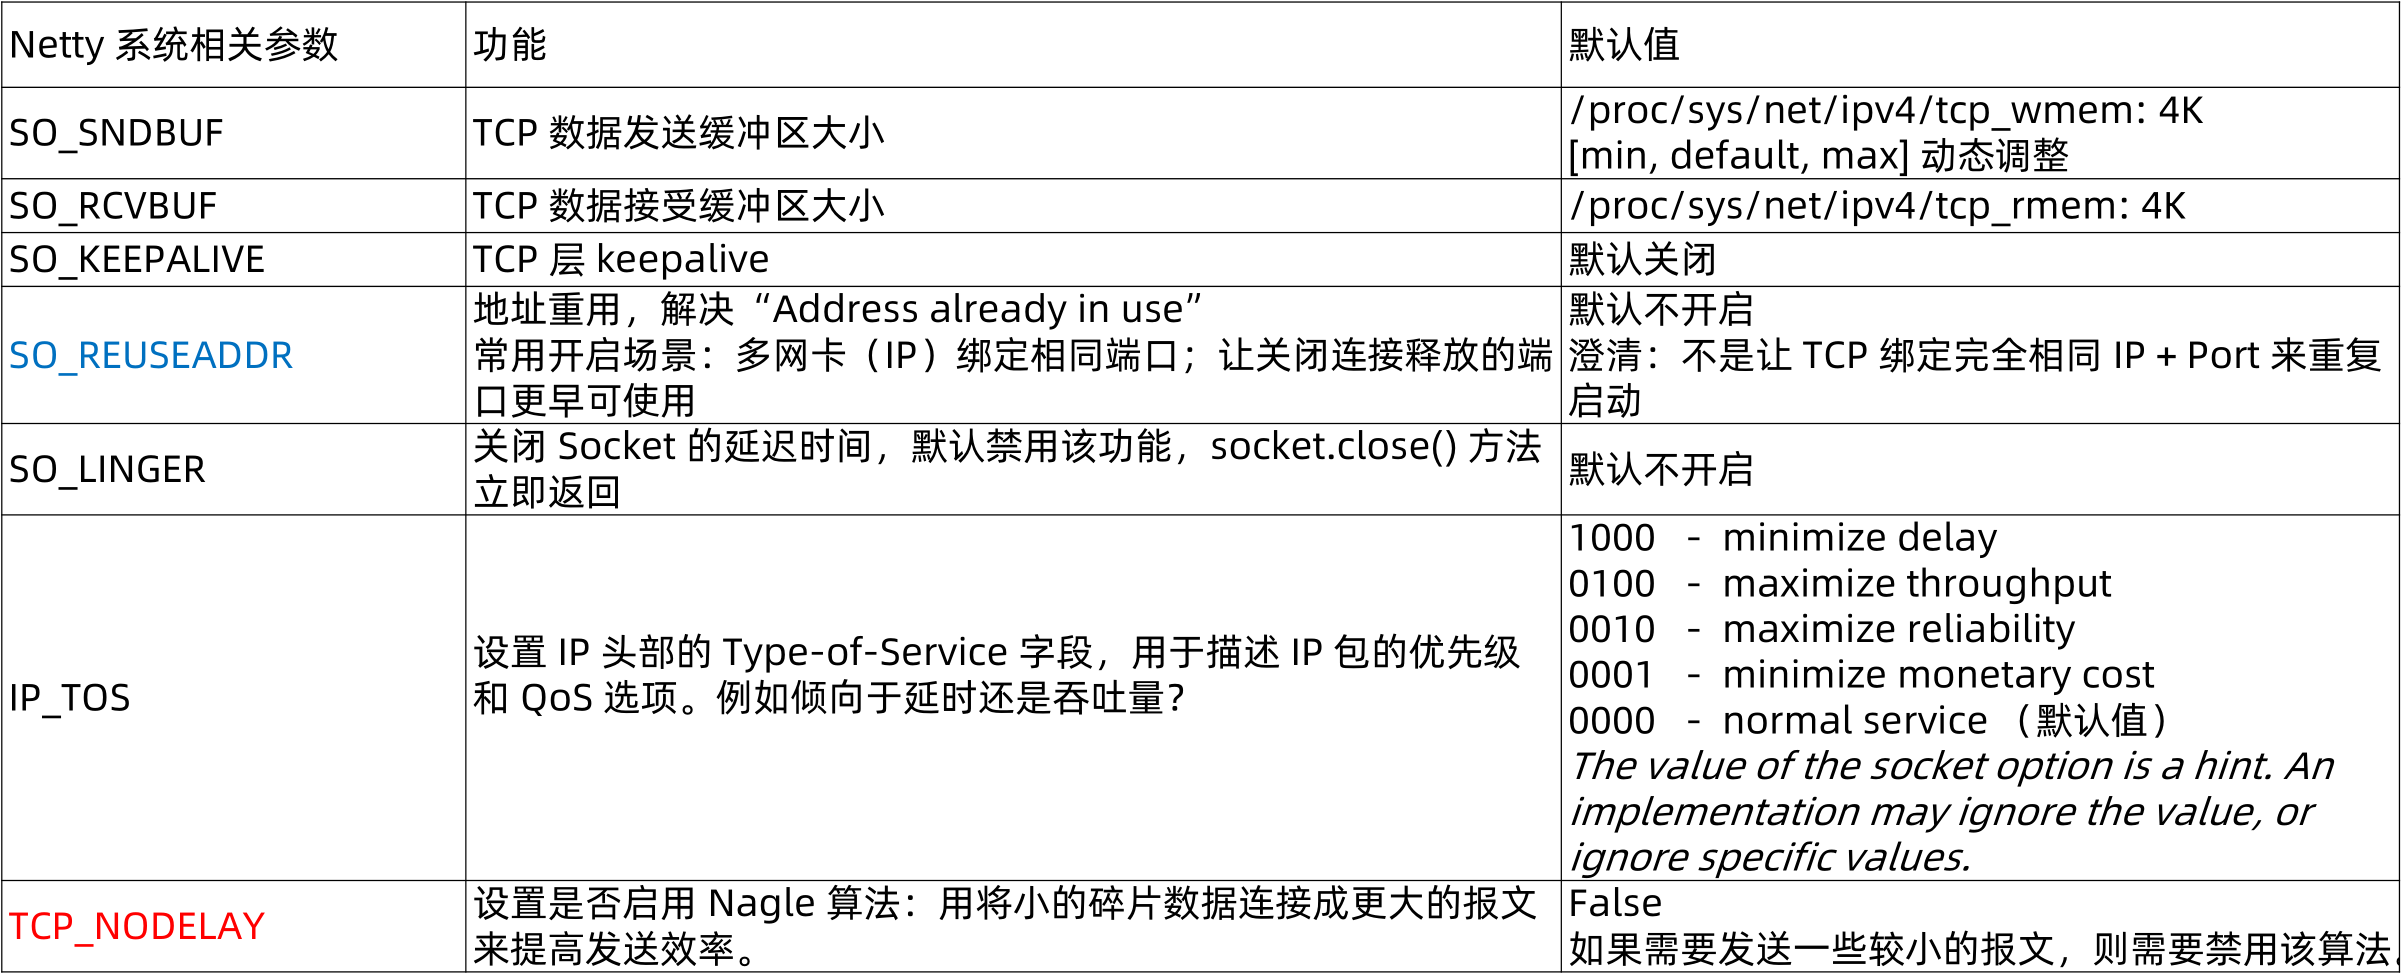 Netty 系统相关参数
功能
默认值
SO_SNDBUF
TCP 数据发送缓冲区大小
/proc/sys/net/ipv4/tcp_wmem: 4K
[min, default, max] 动态调整
SO_RCVBUF
TCP 数据接受缓冲区大小
/proc/sys/net/ipv4/tcp_rmem: 4K
SO_KEEPALIVE
TCP 层 keepalive
默认关闭
SO_REUSEADDR
地址重用，解决“Address already in use”
常用开启场景：多网卡（IP）绑定相同端口；让关闭连接释放的端
口更早可使用
默认不开启
澄清：不是让 TCP 绑定完全相同 IP + Port 来重复
启动
SO_LINGER
关闭 Socket 的延迟时间，默认禁用该功能，socket.close() 方法
立即返回
默认不开启
IP_TOS
设置 IP 头部的 Type-of-Service 字段，用于描述 IP 包的优先级
和 QoS 选项。例如倾向于延时还是吞吐量？
1000 - minimize delay
0100 - maximize throughput
0010 - maximize reliability
0001 - minimize monetary cost
0000 - normal service （默认值）
The value of the socket option is a hint. An
implementation may ignore the value, or
ignore specific values.
TCP_NODELAY
设置是否启用 Nagle 算法：用将小的碎片数据连接成更大的报文
来提高发送效率。
False
如果需要发送一些较小的报文，则需要禁用该算法